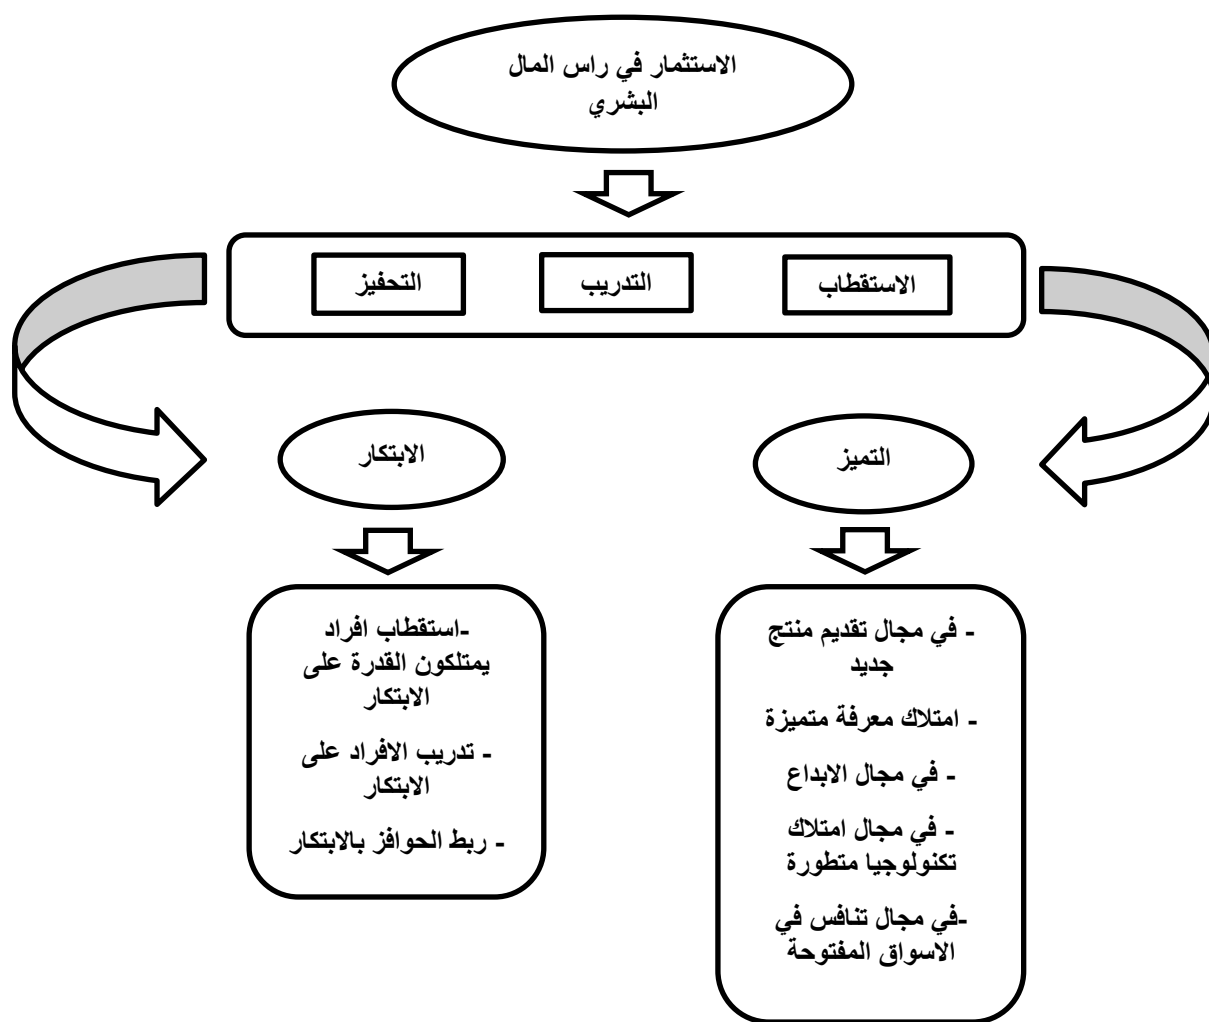 الاستثمار في راس المال
البشري
الاستقطاب
التدريب
التحفيز
التميز
الابتكار
- في مجال تقديم منتج
جديد
- امتلاك معرفة متميزة
- في مجال الابداع
- في مجال امتلاك
تكنولوجيا متطورة
-في مجال تنافس في
الاسواق المفتوحة
-استقطاب افراد
يمتلكون القدرة على
الابتكار
- تدريب الافراد على
الابتكار
- ربط الحوافز بالابتكار